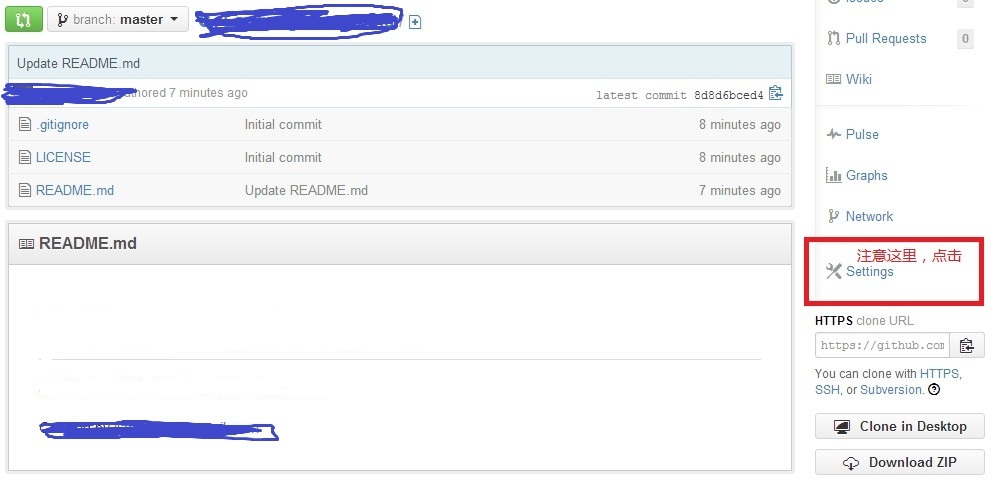 branch: master
Update README.md
authored 7 minutes ago
latest commit 8d8d6bced4
.gitignore Initial commit 8 minutes ago
LICENSE Initial commit 8 minutes ago
README.md Update README.md 7 minutes ago
README.md
Issues 0
Pull Requests 0
Wiki
Pulse
Graphs
Network
注意这里，点击
Settings
HTTPS clone URL
https://github.com
You can clone with HTTPS,
SSH, or Subversion.
Clone in Desktop
Download ZIP